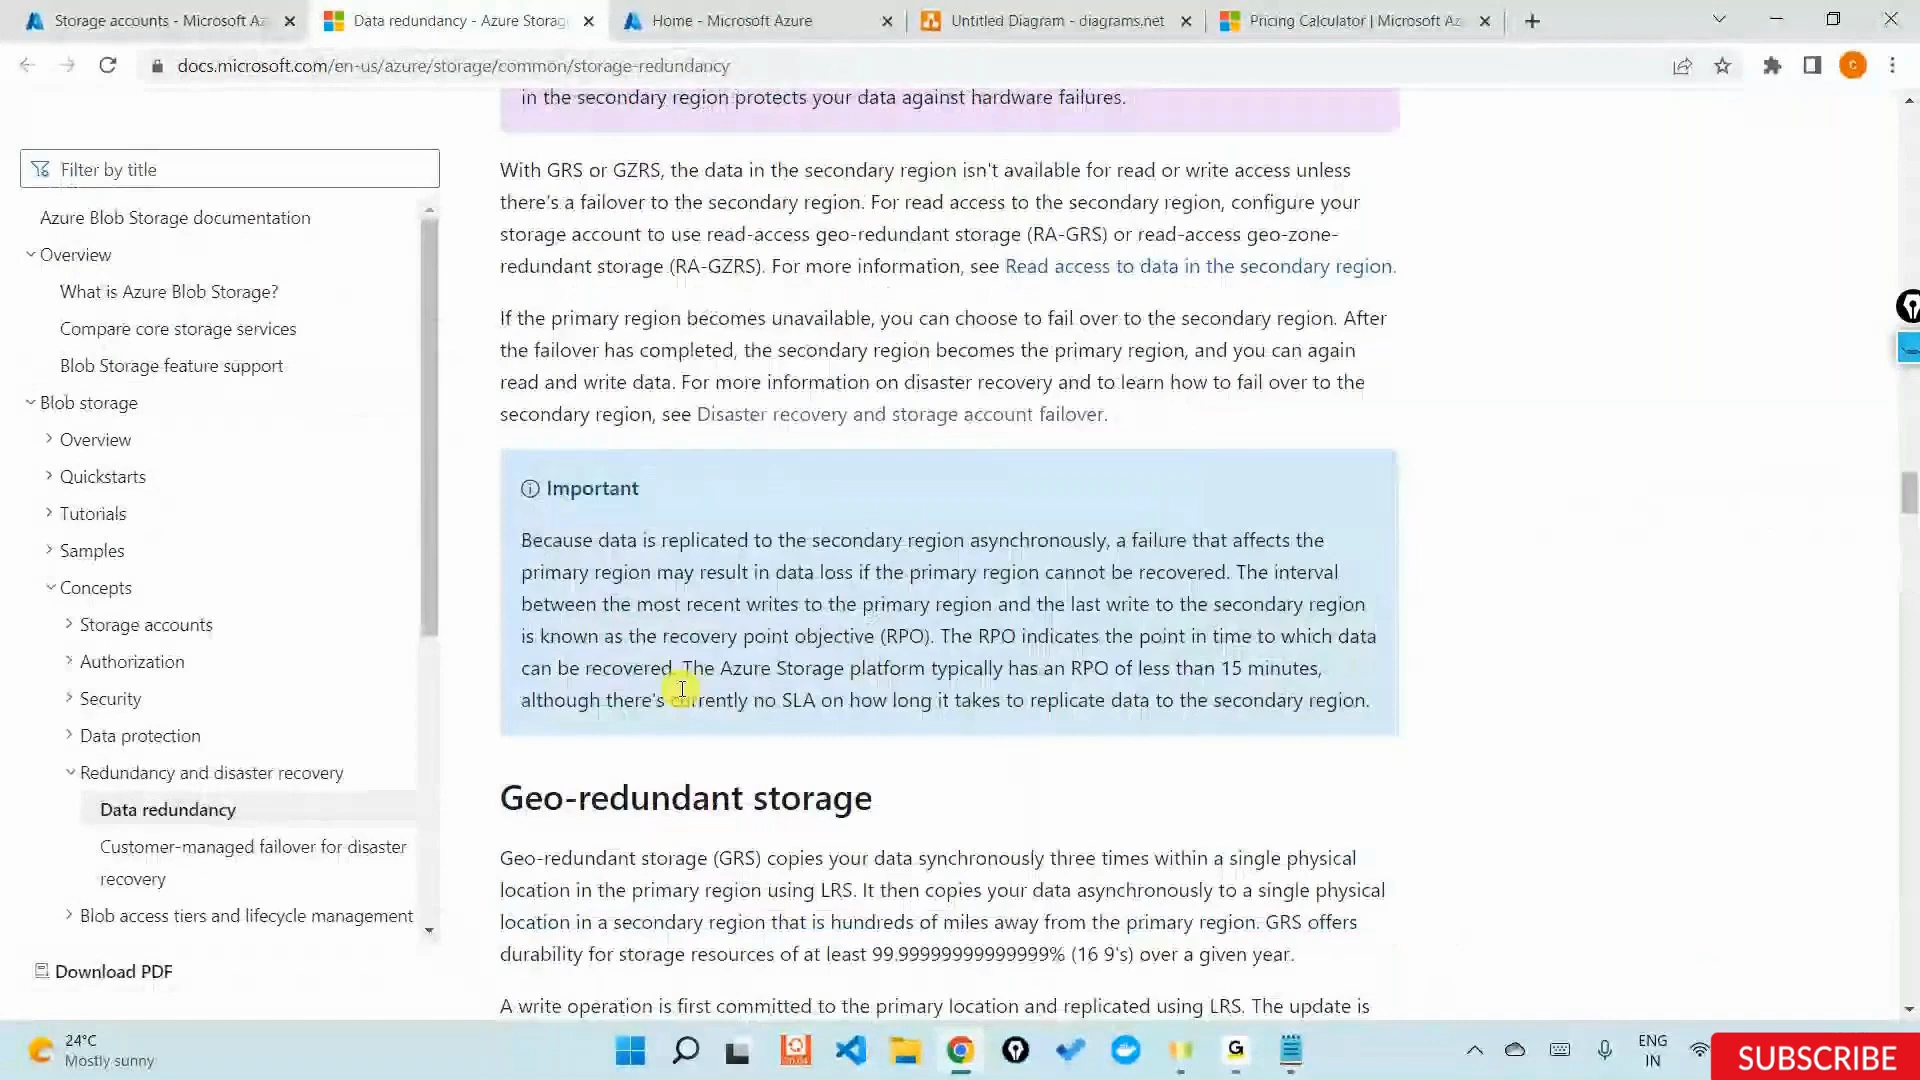 Storage accounts - Microsoft Az
Data redundancy - Azure Storag
Home - Microsoft Azure
Untitled Diagram - diagrams.net
Pricing Calculator | Microsoft Az
docs.microsoft.com/en-us/azure/storage/common/storage-redundancy
C
Filter by title
Azure Blob Storage documentation
Overview
What is Azure Blob Storage?
Compare core storage services
Blob Storage feature support
Blob storage
Overview
Quickstarts
Tutorials
Samples
Concepts
Storage accounts
Authorization
Security
Data protection
Redundancy and disaster recovery
Data redundancy
Customer-managed failover for disaster
recovery
Blob access tiers and lifecycle management
Download PDF
in the secondary region protects your data against hardware failures.
With GRS or GZRS, the data in the secondary region isn't available for read or write access unless
there's a failover to the secondary region. For read access to the secondary region, configure your
storage account to use read-access geo-redundant storage (RA-GRS) or read-access geo-zone-
redundant storage (RA-GZRS). For more information, see Read access to data in the secondary region.
If the primary region becomes unavailable, you can choose to fail over to the secondary region. After
the failover has completed, the secondary region becomes the primary region, and you can again
read and write data. For more information on disaster recovery and to learn how to fail over to the
secondary region, see Disaster recovery and storage account failover.
Important
Because data is replicated to the secondary region asynchronously, a failure that affects the
primary region may result in data loss if the primary region cannot be recovered. The interval
between the most recent writes to the primary region and the last write to the secondary region
is known as the recovery point objective (RPO). The RPO indicates the point in time to which data
can be recovered. The Azure Storage platform typically has an RPO of less than 15 minutes,
although there's currently no SLA on how long it takes to replicate data to the secondary region.
Geo-redundant storage
Geo-redundant storage (GRS) copies your data synchronously three times within a single physical
location in the primary region using LRS. It then copies your data asynchronously to a single physical
location in a secondary region that is hundreds of miles away from the primary region. GRS offers
durability for storage resources of at least 99.99999999999999% (16 9's) over a given year.
A write operation is first committed to the primary location and replicated using LRS. The update is
24°C
Mostly sunny
G
ENG
IN
SUBSCRIBE